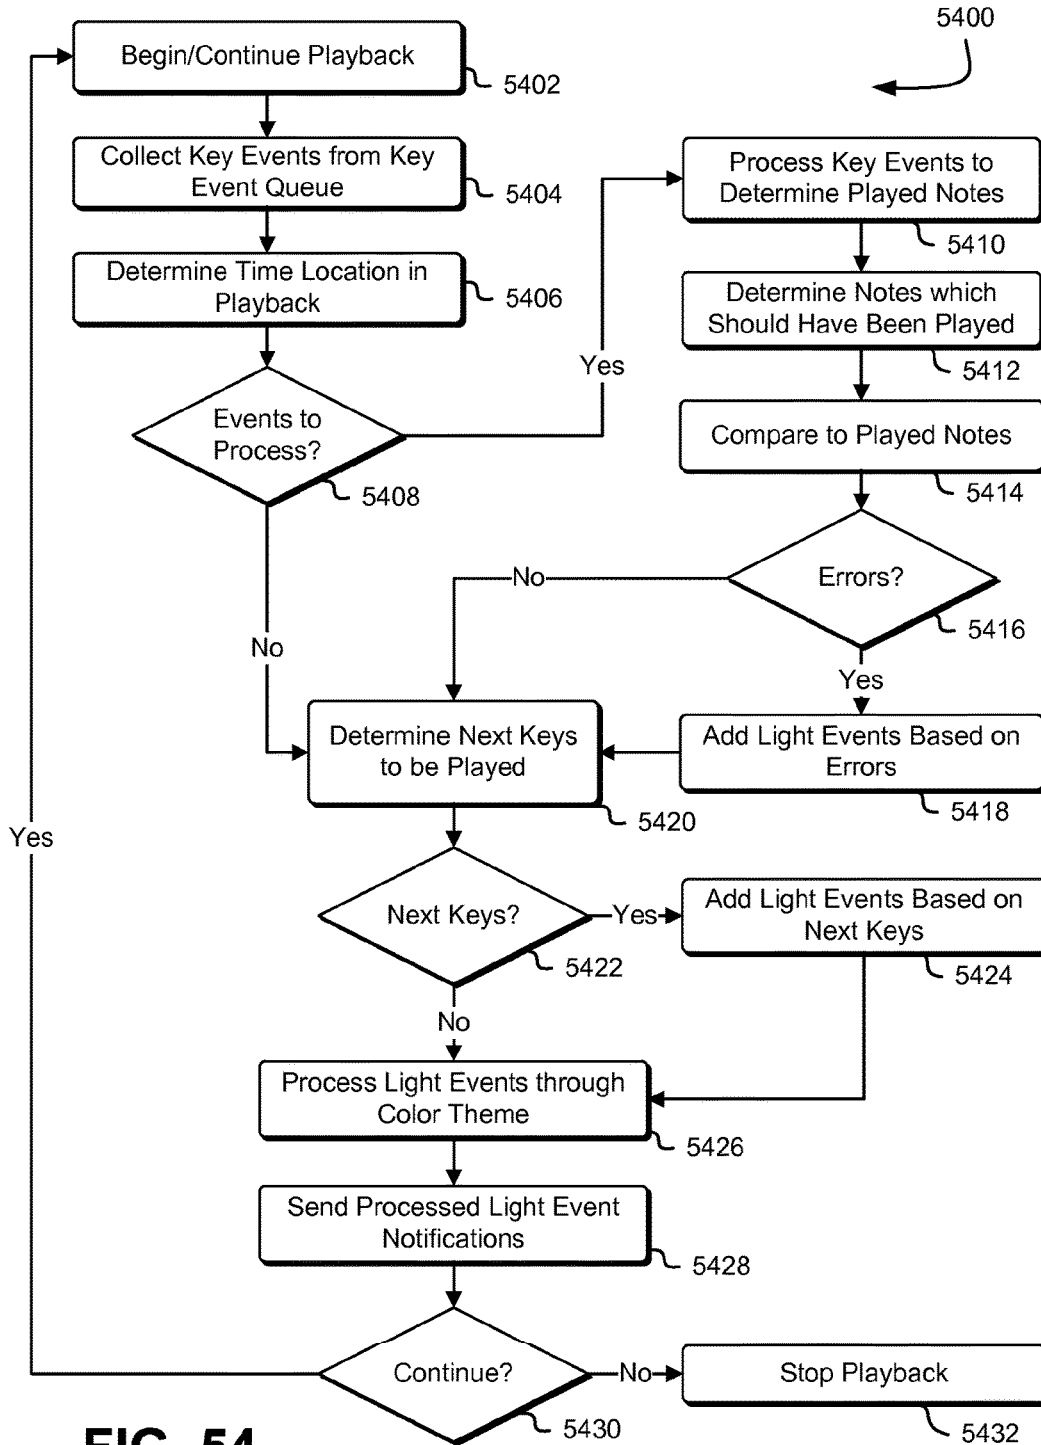 5400
Begin/Continue Playback
5402
Collect Key Events from Key
Event Queue
5404
Determine Time Location in
Playback
5406
Events to
Process?
5408
Yes
No
Process Key Events to
Determine Played Notes
5410
Determine Notes which
Should Have Been Played
5412
Compare to Played Notes
5414
Errors?
5416
No
Yes
Add Light Events Based on
Errors
5418
Determine Next Keys
to be Played
5420
Next Keys?
5422
Yes
No
Add Light Events Based on
Next Keys
5424
Process Light Events through
Color Theme
5426
Send Processed Light Event
Notifications
5428
Continue?
5430
Yes
No
Stop Playback
5432
FIG. 54